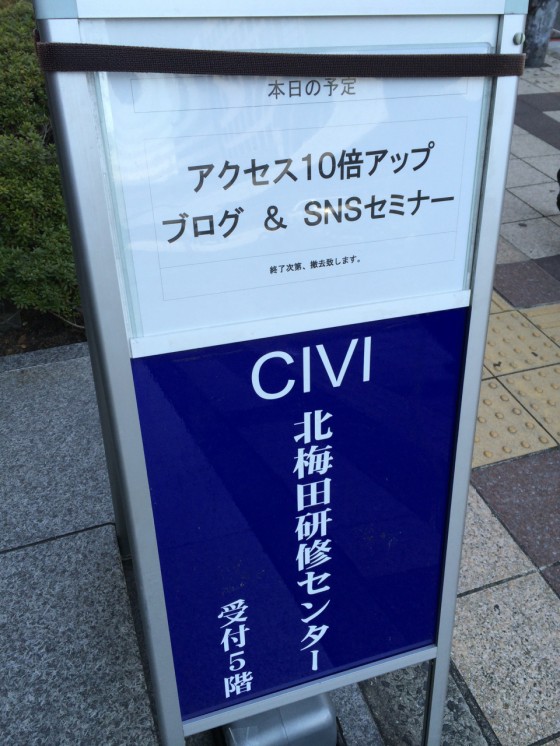 本日の予定
アクセス10倍アップ
ブログ & SNSセミナー
終了次第、撤去致します。
CIVI
北梅田研修センター
受付5階